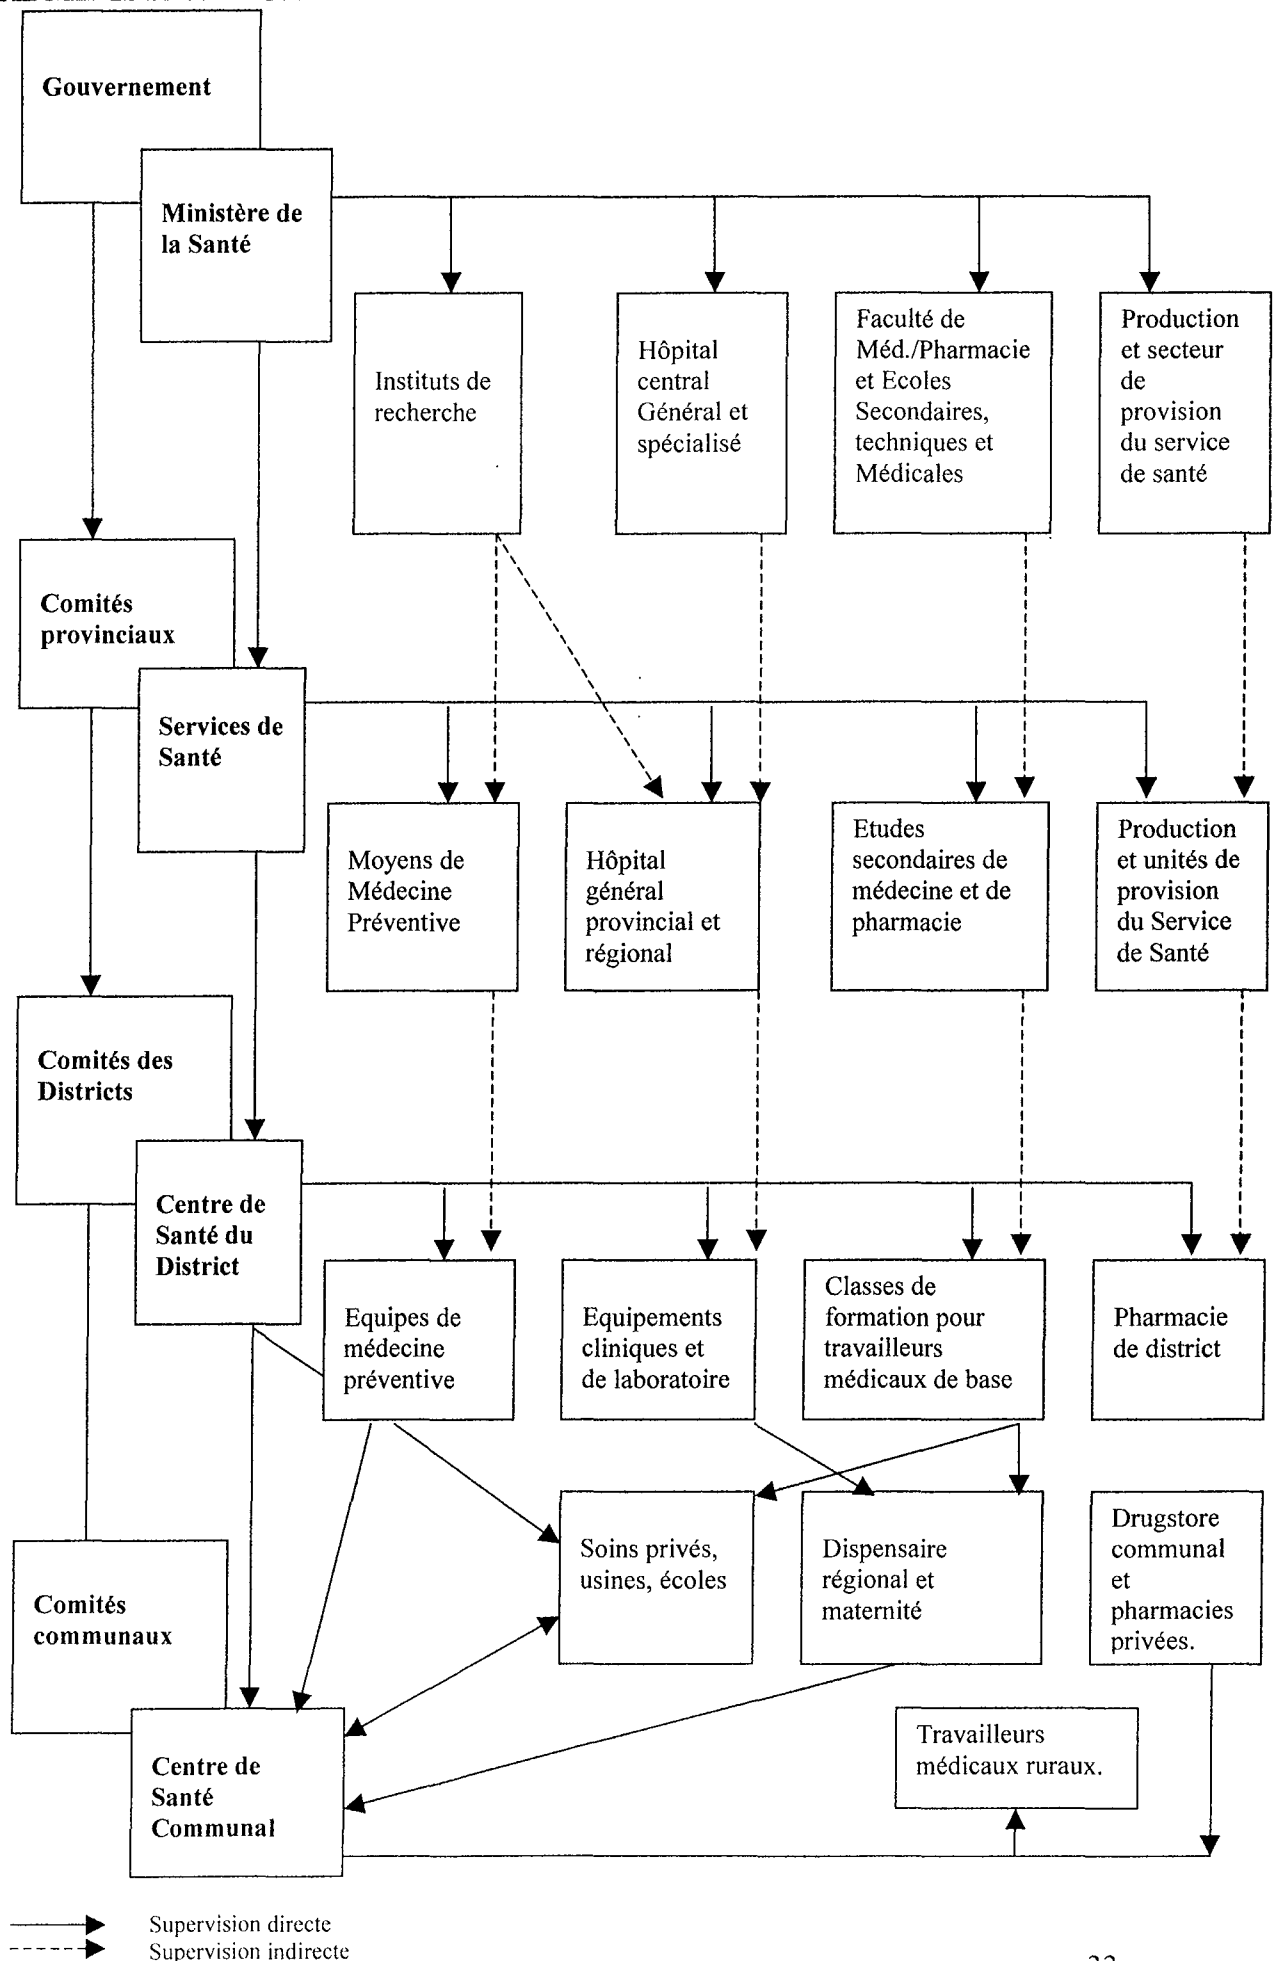 Gouvernement
Ministère de
la Santé
Instituts de
recherche
Hôpital
central
Général et
spécialisé
Faculté de
Méd./Pharmacie
et Ecoles
Secondaires,
techniques et
Médicales
Production
et secteur
de
provision
du service
de santé
Comités
provinciaux
Services de
Santé
Moyens de
Médecine
Préventive
Hôpital
général
provincial et
régional
Etudes
secondaires de
médecine et de
pharmacie
Production
et unités de
provision
du Service
de Santé
Comités des
Districts
Centre de
Santé du
District
Equipes de
médecine
préventive
Equipements
cliniques et
de laboratoire
Classes de
formation pour
travailleurs
médicaux de base
Pharmacie
de district
Soins privés,
usines, écoles
Dispensaire
régional et
maternité
Drugstore
communal
et
pharmacies
privées.
Comités
communaux
Centre de
Santé
Communal
Travailleurs
médicaux ruraux.
Supervision directe
Supervision indirecte